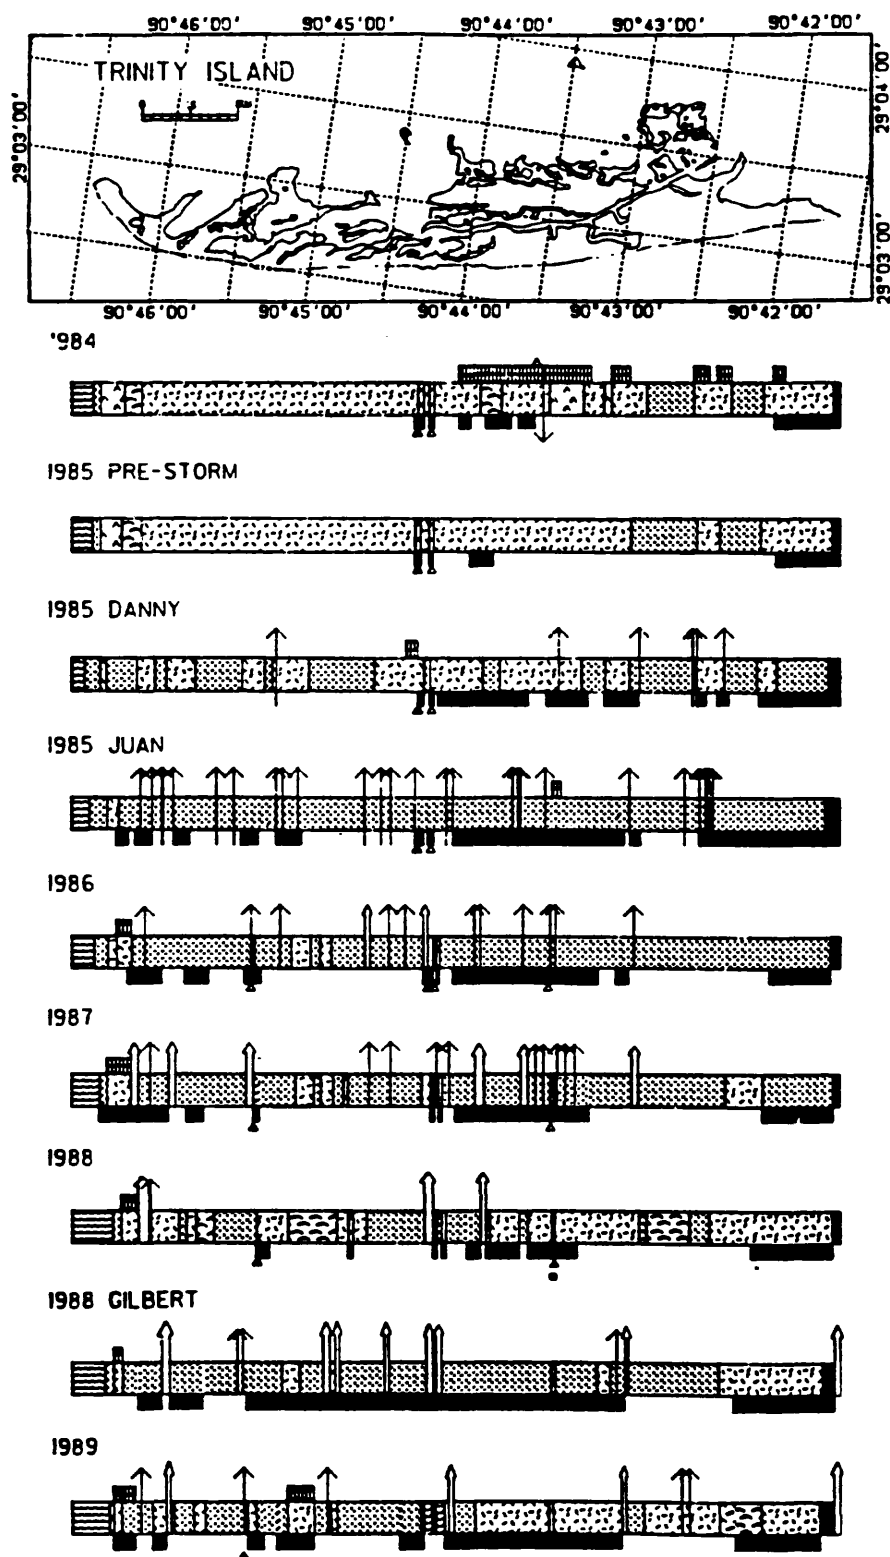 90°46'00' 90°45'00' 90°44'00' 90°43'00' 90°42'00'
TRINITY ISLAND
29°03'00' 29°04'00'
29°03'00'
90°46'00' 90°45'00' 90°44'00' 90°43'00' 90°42'00'
'984
1985 PRE-STORM
1985 DANNY
1985 JUAN
1986
1987
1988
1988 GILBERT
1989